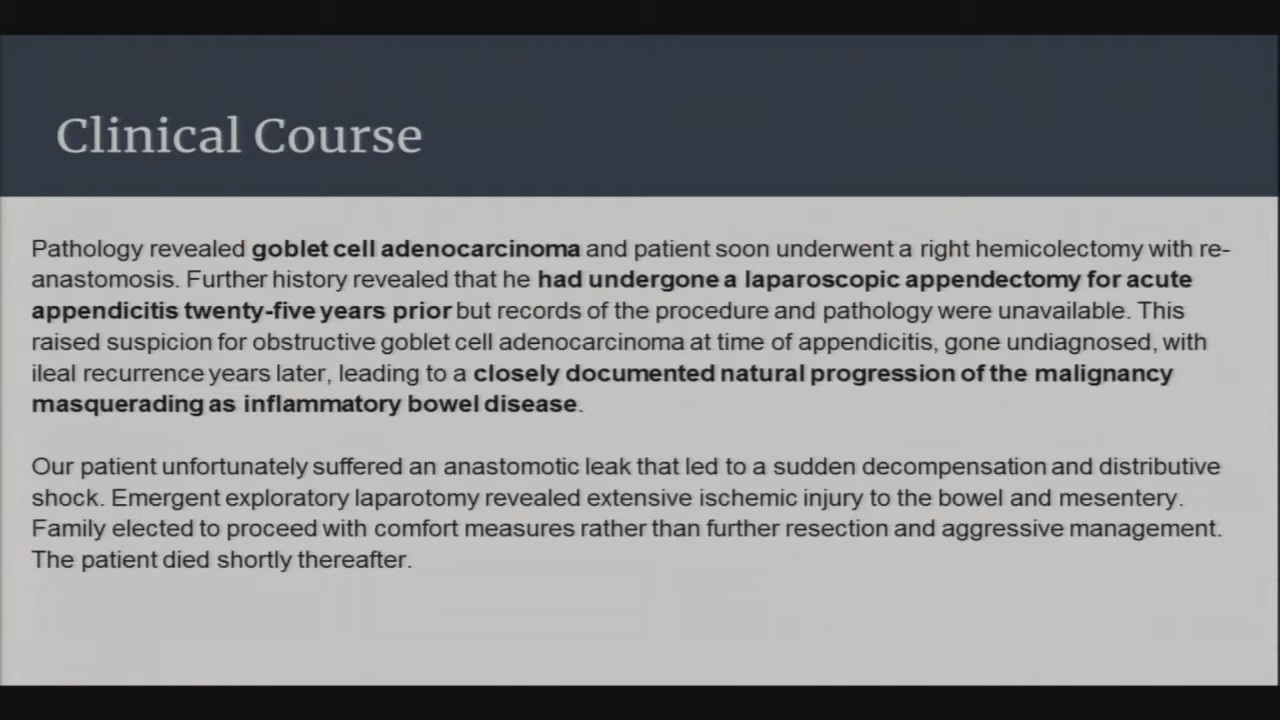 Clinical Course
Pathology revealed goblet cell adenocarcinoma and patient soon underwent a right hemicolectomy with re-
anastomosis. Further history revealed that he had undergone a laparoscopic appendectomy for acute
appendicitis twenty-five years prior but records of the procedure and pathology were unavailable. This
raised suspicion for obstructive goblet cell adenocarcinoma at time of appendicitis, gone undiagnosed, with
ileal recurrence years later, leading to a closely documented natural progression of the malignancy
masquerading as inflammatory bowel disease.
Our patient unfortunately suffered an anastomotic leak that led to a sudden decompensation and distributive
shock. Emergent exploratory laparotomy revealed extensive ischemic injury to the bowel and mesentery.
Family elected to proceed with comfort measures rather than further resection and aggressive management.
The patient died shortly thereafter.